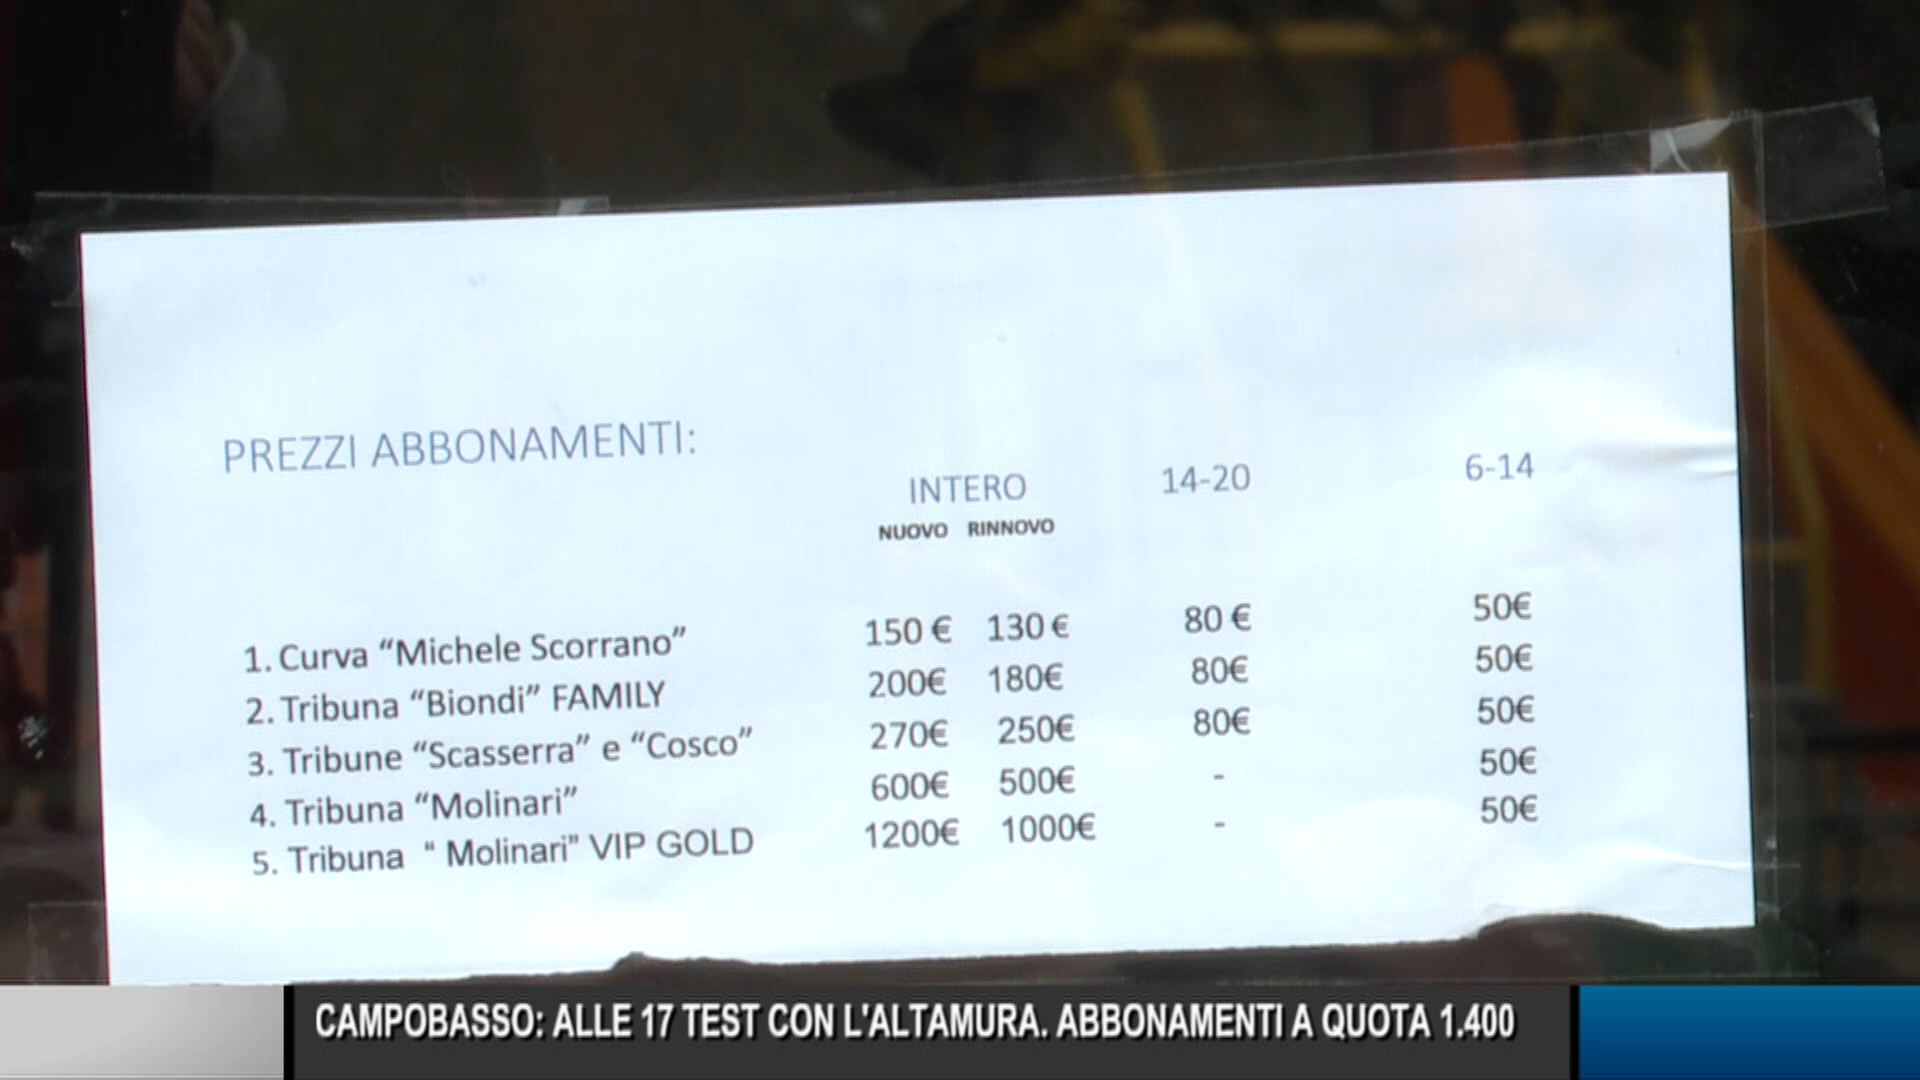 PREZZI ABBONAMENTI:
INTERO 14-20 6-14
NUOVO RINNOVO
1. Curva “Michele Scorrano” 150 € 130 € 80 € 50€
2. Tribuna “Biondi” FAMILY 200€ 180€ 80€ 50€
3. Tribune “Scasserra” e “Cosco” 270€ 250€ 80€ 50€
4. Tribuna “Molinari” 600€ 500€ - 50€
5. Tribuna “ Molinari” VIP GOLD 1200€ 1000€ - 50€
CAMPOBASSO: ALLE 17 TEST CON L'ALTAMURA. ABBONAMENTI A QUOTA 1.400